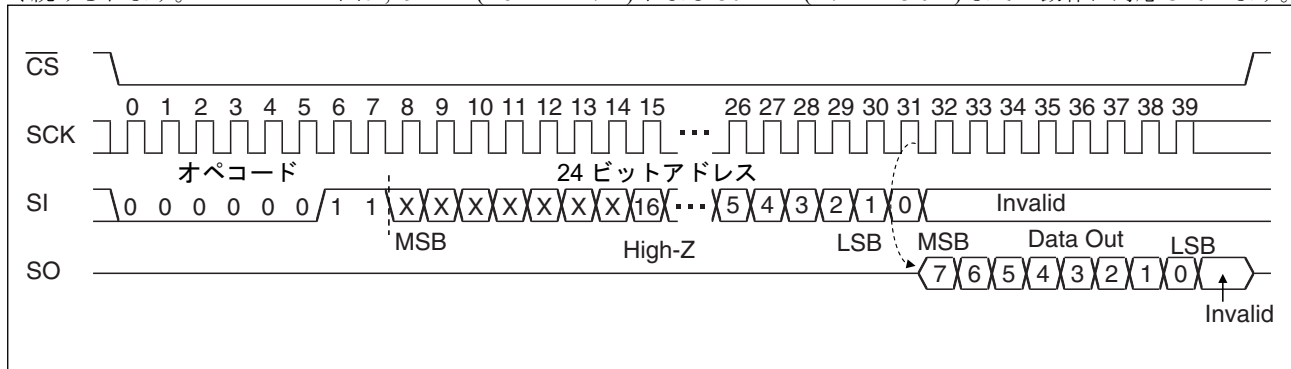 CS
0 1 2 3 4 5 6 7 8 9 10 11 12 13 14 15 26 27 28 29 30 31 32 33 34 35 36 37 38 39
SCK ...
オペコード 24 ビットアドレス
SI 0 0 0 0 0 0 1 1 X X X X X X X 16 ... 5 4 3 2 1 0 Invalid
MSB High-Z LSB MSB Data Out LSB
SO 7 6 5 4 3 2 1 0
Invalid